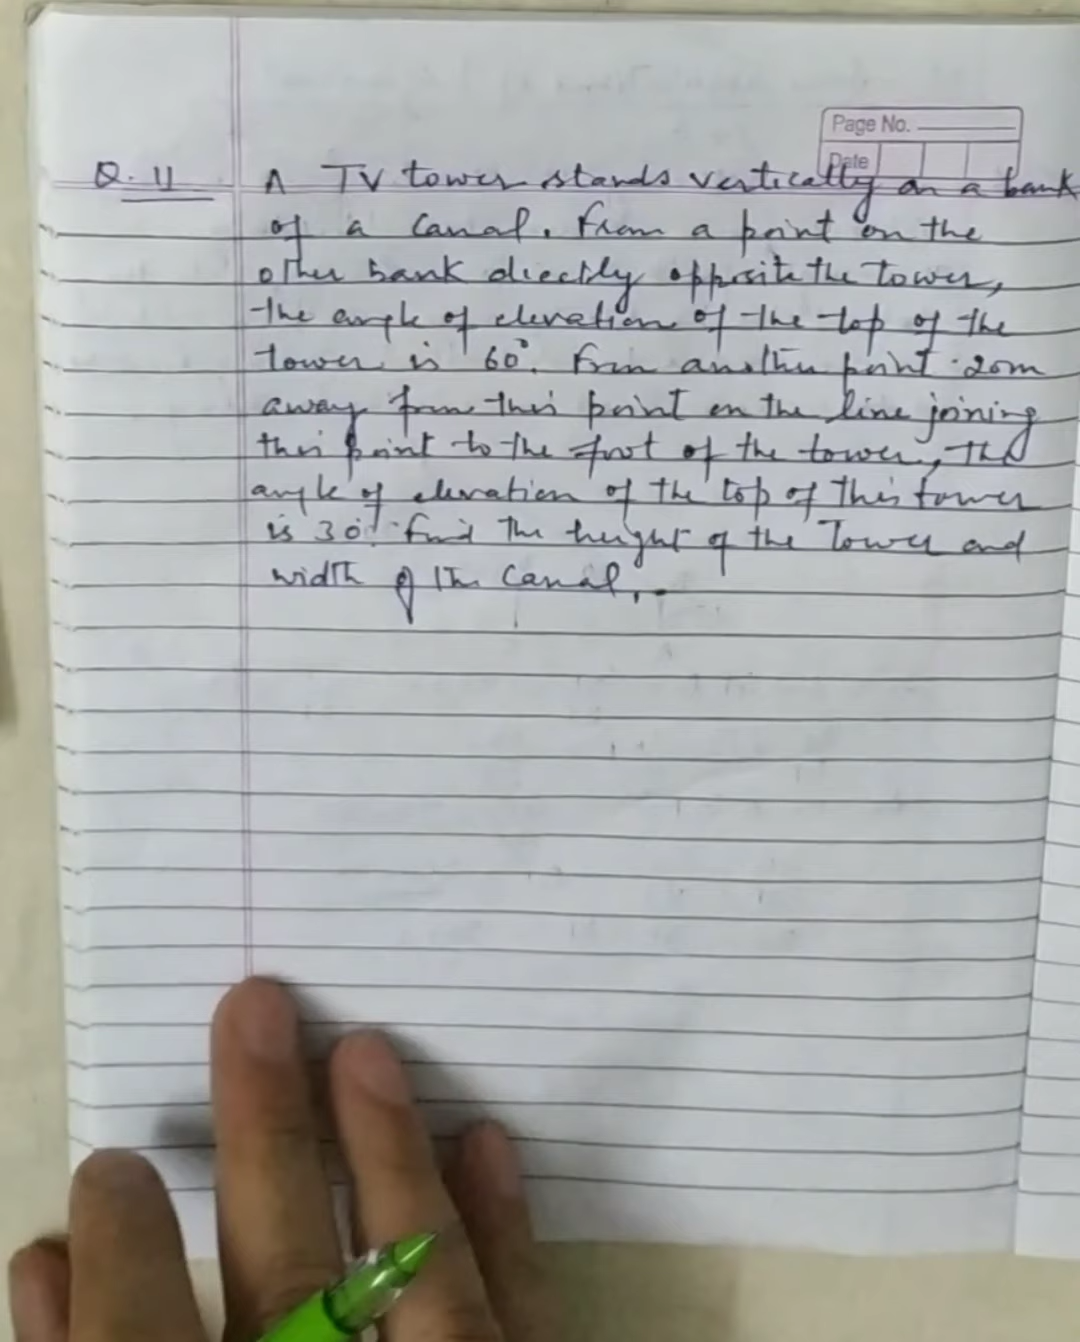 Page No.
Date
Q. 11 A TV tower stands vertically on a bank
of a canal. From a point on the
other bank directly opposite the tower,
the angle of elevation of the top of the
tower is 60°. From another point 20m
away from this point on the line joining
this point to the foot of the tower, the
angle of elevation of the top of this tower
is 30°. Find the height of the tower and
width of the canal.